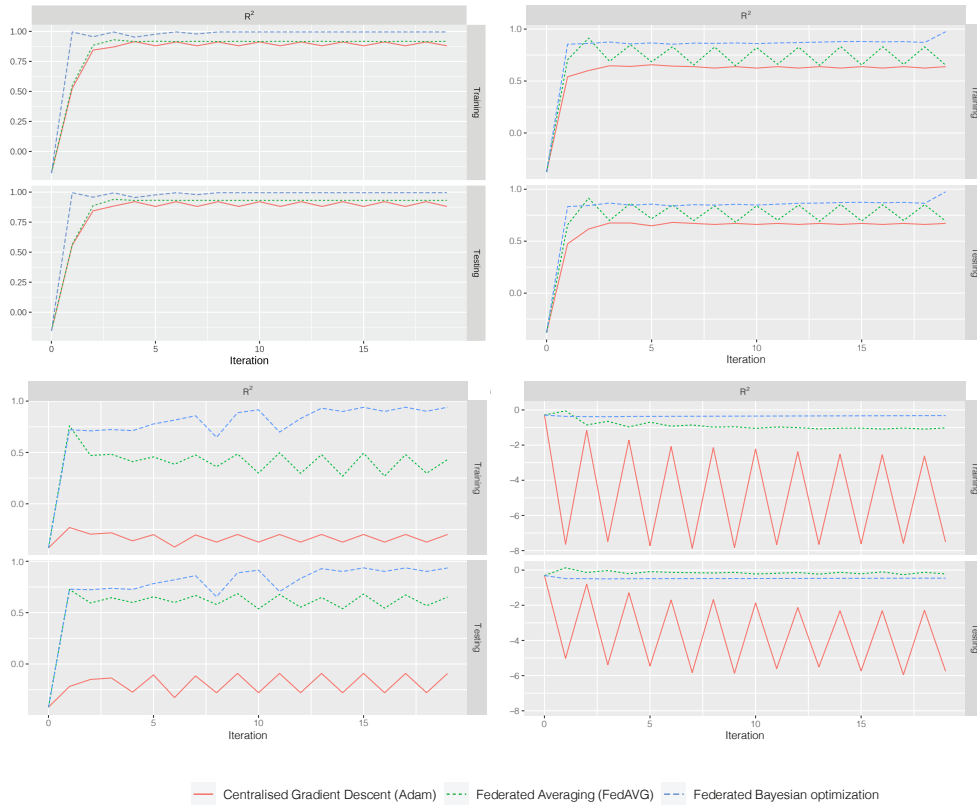 R²
1.00
0.75
0.50
0.25
0.00
Training
1.00
0.75
0.50
0.25
0.00
Testing
0 5 10 15
Iteration
R²
1.0
0.5
0.0
Training
1.0
0.5
0.0
Testing
0 5 10 15
Iteration
R²
1.0
0.5
0.0
Training
1.0
0.5
0.0
Testing
0 5 10 15
Iteration
R²
0
−2
−4
−6
−8
Training
0
−2
−4
−6
−8
Testing
0 5 10 15
Iteration
Centralised Gradient Descent (Adam) Federated Averaging (FedAVG) Federated Bayesian optimization